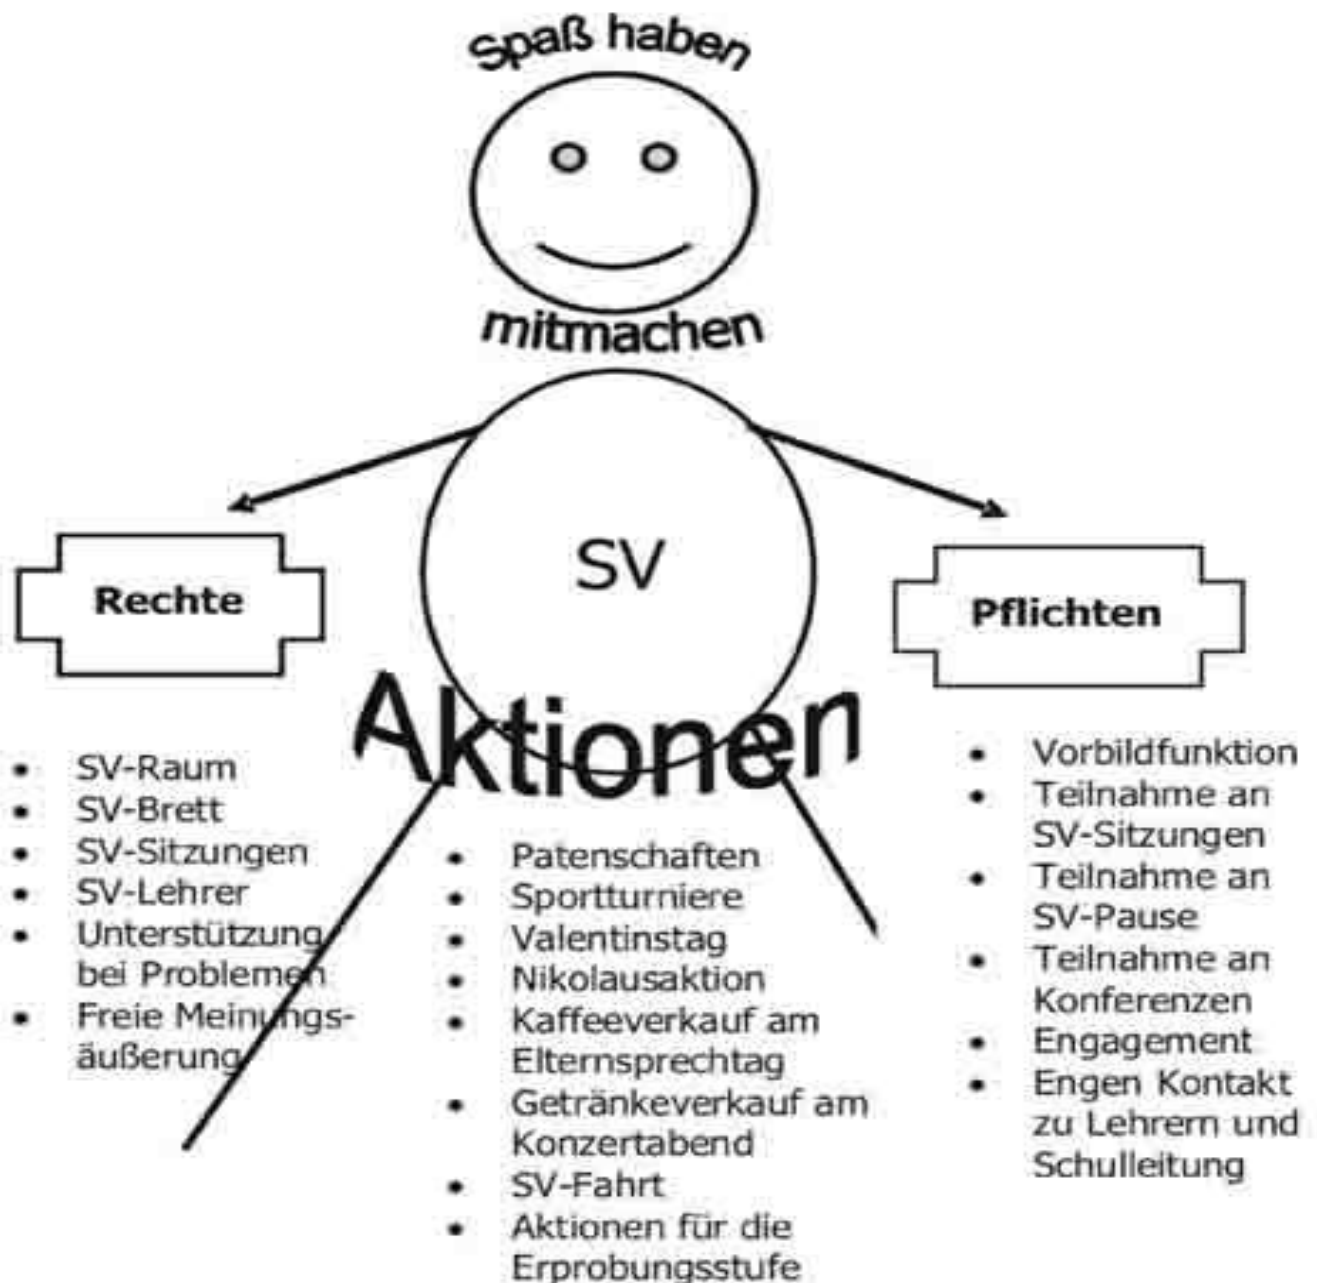 Spaß haben
mitmachen
SV
Rechte
Pflichten
Aktionen
• SV-Raum
• SV-Brett
• SV-Sitzungen
• SV-Lehrer
• Unterstützung
bei Problemen
• Freie Meinungs-
äußerung
• Patenschaften
• Sportturniere
• Valentinstag
• Nikolausaktion
• Kaffeeverkauf am
Elternsprechtag
• Getränkeverkauf am
Konzertabend
• SV-Fahrt
• Aktionen für die
Erprobungsstufe
• Vorbildfunktion
• Teilnahme an
SV-Sitzungen
• Teilnahme an
SV-Pause
• Teilnahme an
Konferenzen
• Engagement
• Engen Kontakt
zu Lehrern und
Schulleitung